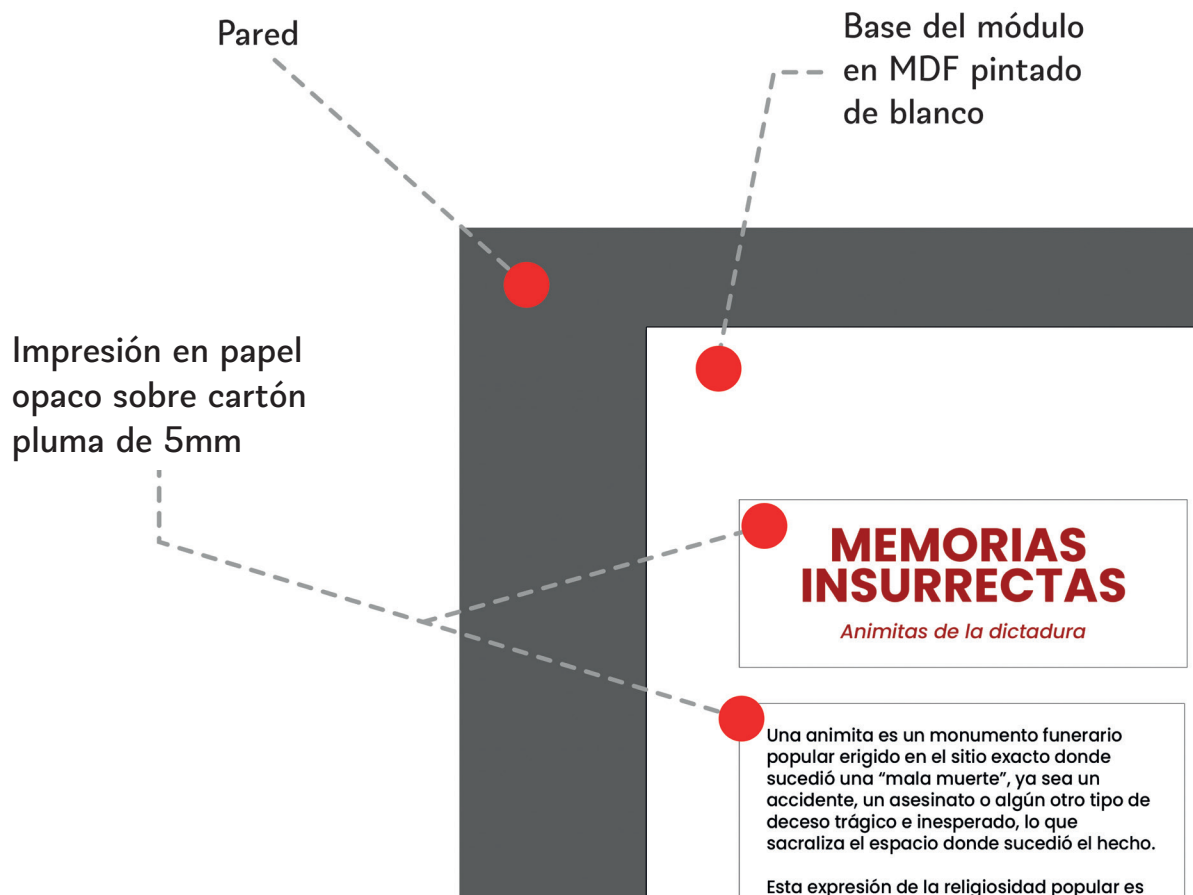 Pared
Base del módulo
en MDF pintado
de blanco
Impresión en papel
opaco sobre cartón
pluma de 5mm
MEMORIAS
INSURRECTAS
Animitas de la dictadura
Una animita es un monumento funerario
popular erigido en el sitio exacto donde
sucedió una “mala muerte”, ya sea un
accidente, un asesinato o algún otro tipo de
deceso trágico e inesperado, lo que
sacraliza el espacio donde sucedió el hecho.
Esta expresión de la religiosidad popular es